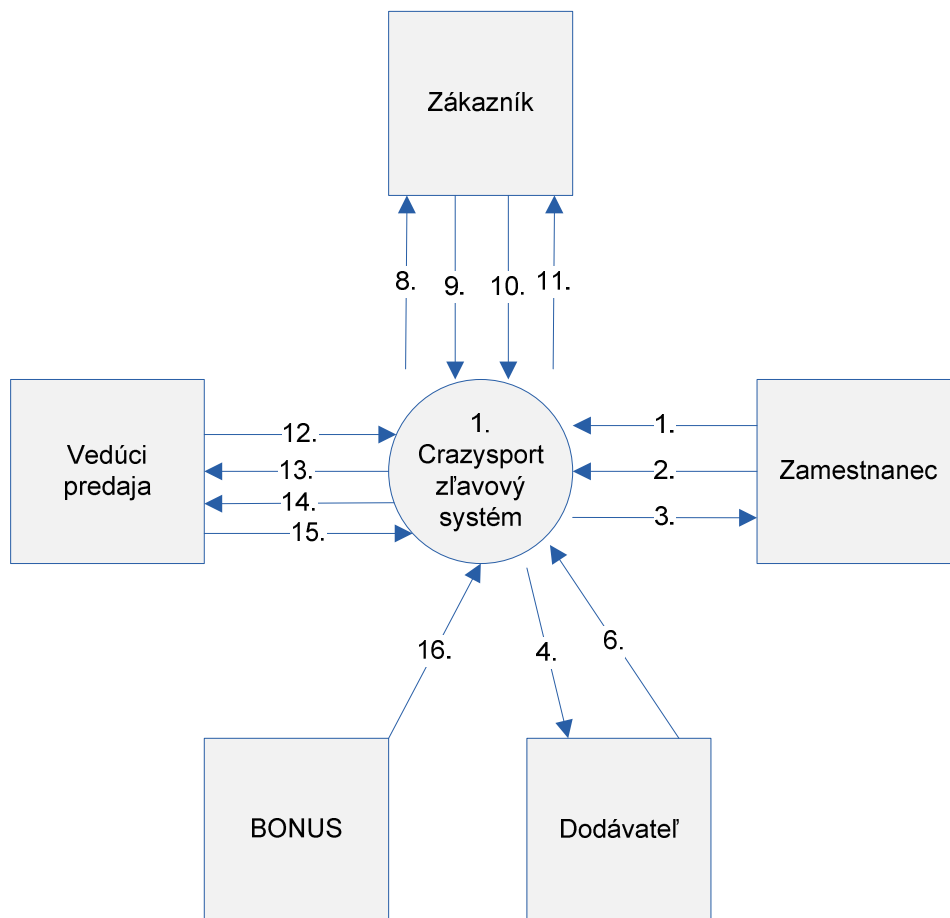 Zákazník
8.
9.
10.
11.
Vedúci
predaja
12.
13.
14.
15.
1.
Crazysport
zľavový
systém
1.
2.
3.
Zamestnanec
16.
4.
6.
BONUS
Dodávateľ